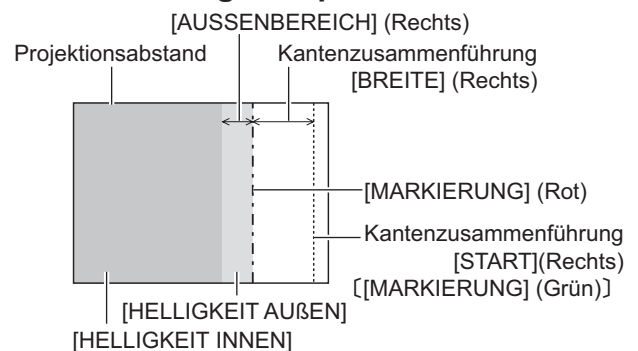 [AUSSENBEREICH] (Rechts)
Projektionsabstand
Kantenzusammenführung
[BREITE] (Rechts)
[MARKIERUNG] (Rot)
Kantenzusammenführung
[START](Rechts)
〔[MARKIERUNG] (Grün)〕
[HELLIGKEIT AUßEN]
[HELLIGKEIT INNEN]